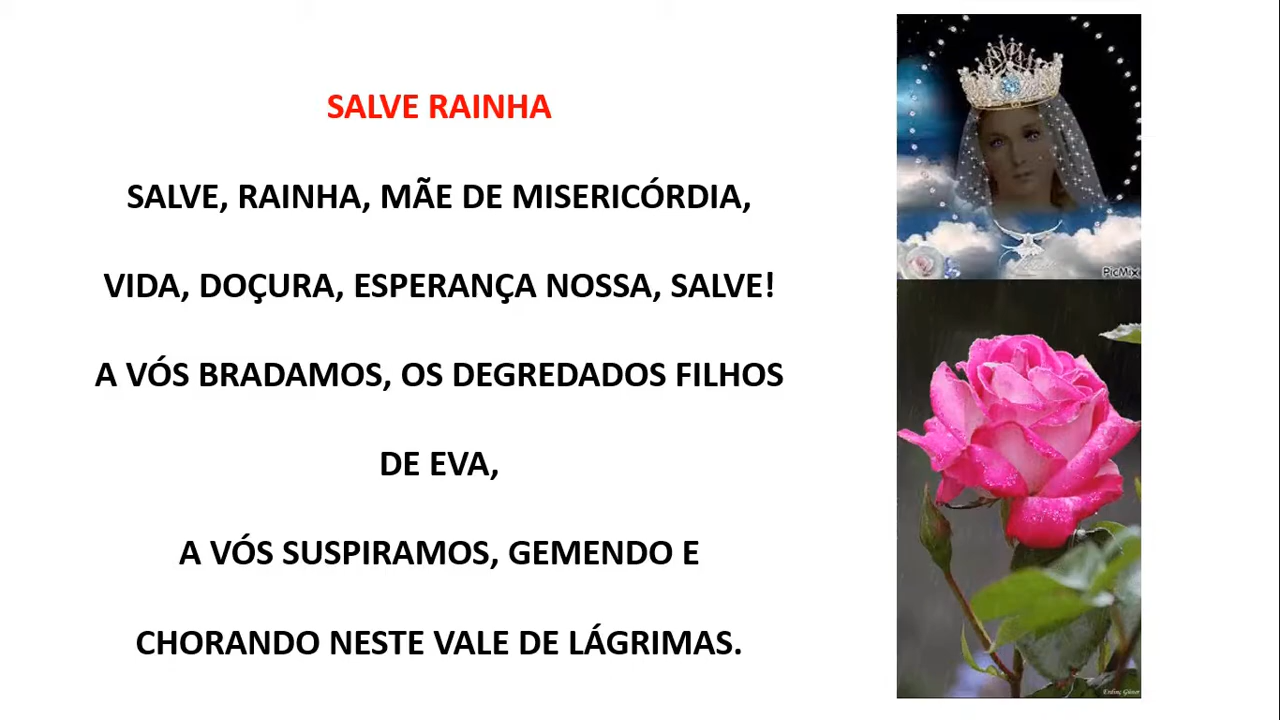 SALVE RAINHA
SALVE, RAINHA, MÃE DE MISERICÓRDIA,
VIDA, DOÇURA, ESPERANÇA NOSSA, SALVE!
A VÓS BRADAMOS, OS DEGREDADOS FILHOS
DE EVA,
A VÓS SUSPIRAMOS, GEMENDO E
CHORANDO NESTE VALE DE LÁGRIMAS.
PicMix